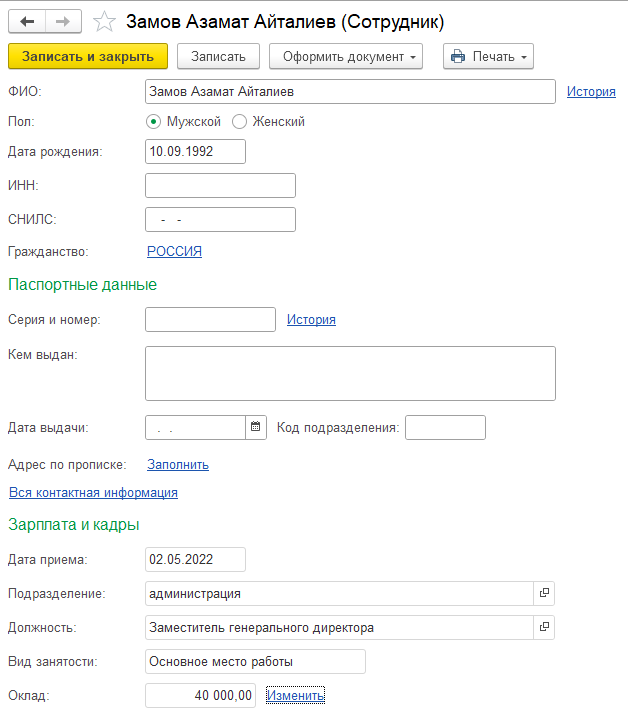 Замов Азамат Айталиев (Сотрудник)
Записать и закрыть Записать Оформить документ Печать
ФИО: Замов Азамат Айталиев История
Пол: Мужской Женский
Дата рождения: 10.09.1992
ИНН:
СНИЛС: - -
Гражданство: РОССИЯ
Паспортные данные
Серия и номер: История
Кем выдан:
Дата выдачи: . . Код подразделения:
Адрес по прописке: Заполнить
Вся контактная информация
Зарплата и кадры
Дата приема: 02.05.2022
Подразделение: администрация
Должность: Заместитель генерального директора
Вид занятости: Основное место работы
Оклад: 40 000,00 Изменить